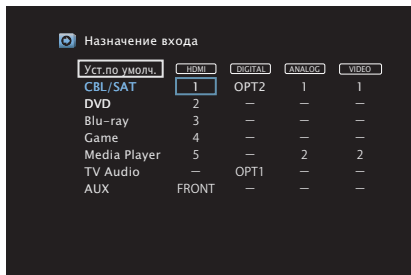 Назначение входа
Уст.по умолч. HDMI DIGITAL ANALOG VIDEO
CBL/SAT 1 OPT2 1 1
DVD 2 – – –
Blu-ray 3 – – –
Game 4 – – –
Media Player 5 – 2 2
TV Audio – OPT1 – –
AUX FRONT – – –